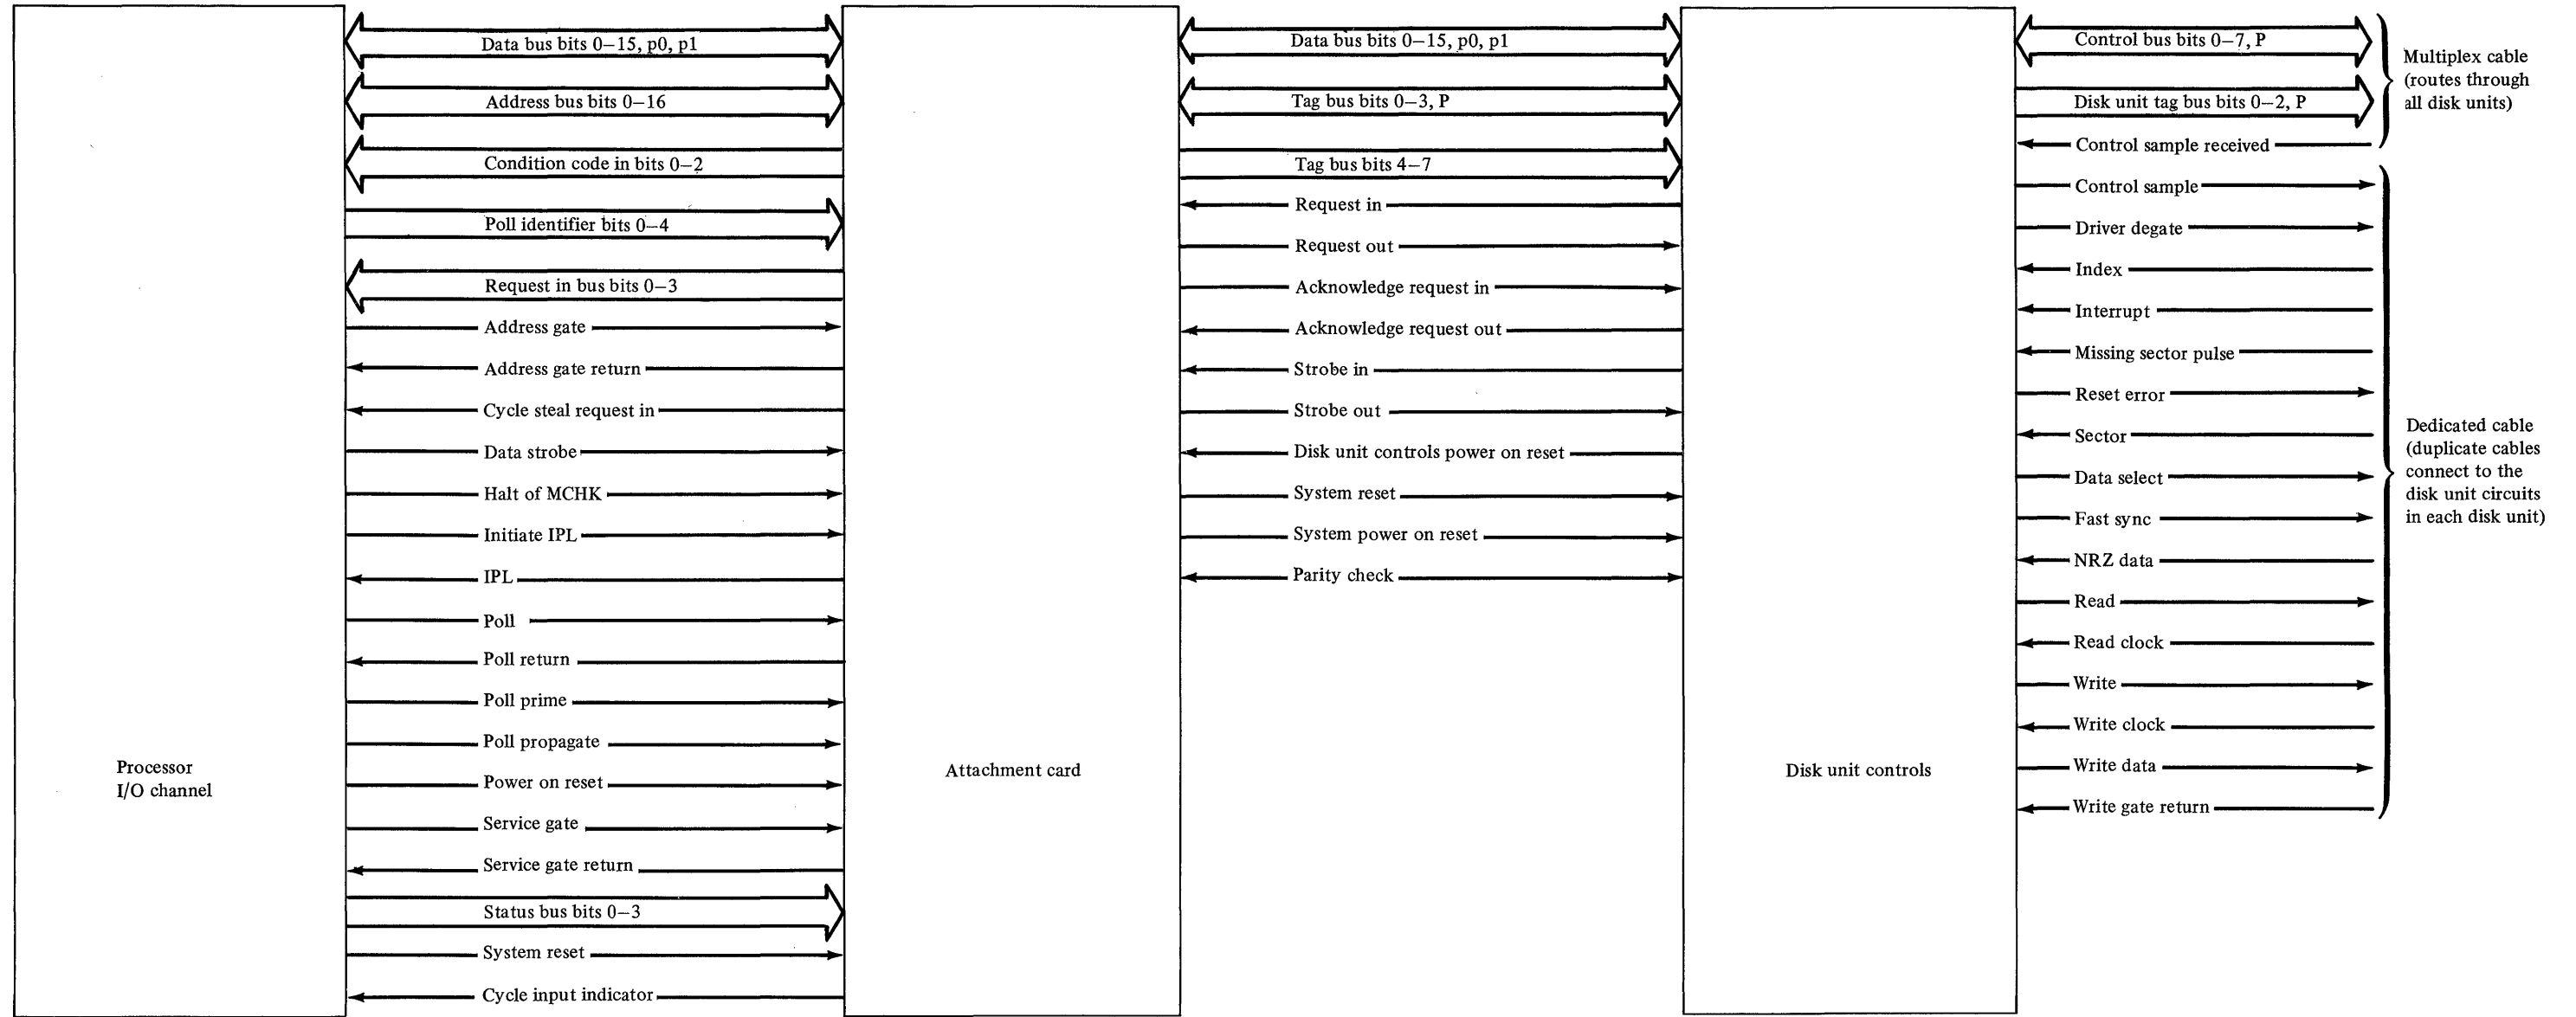 Data bus bits 0–15, p0, p1
Address bus bits 0–16
Condition code in bits 0–2
Poll identifier bits 0–4
Request in bus bits 0–3
Address gate
Address gate return
Cycle steal request in
Data strobe
Halt of MCHK
Initiate IPL
IPL
Poll
Poll return
Poll prime
Poll propagate
Power on reset
Service gate
Service gate return
Status bus bits 0–3
System reset
Cycle input indicator
Processor
I/O channel
Attachment card
Data bus bits 0–15, p0, p1
Tag bus bits 0–3, P
Tag bus bits 4–7
Request in
Request out
Acknowledge request in
Acknowledge request out
Strobe in
Strobe out
Disk unit controls power on reset
System reset
System power on reset
Parity check
Disk unit controls
Control bus bits 0–7, P
Disk unit tag bus bits 0–2, P
Control sample received
Control sample
Driver degate
Index
Interrupt
Missing sector pulse
Reset error
Sector
Data select
Fast sync
NRZ data
Read
Read clock
Write
Write clock
Write data
Write gate return
Multiplex cable
(routes through
all disk units)
Dedicated cable
(duplicate cables
connect to the
disk unit circuits
in each disk unit)